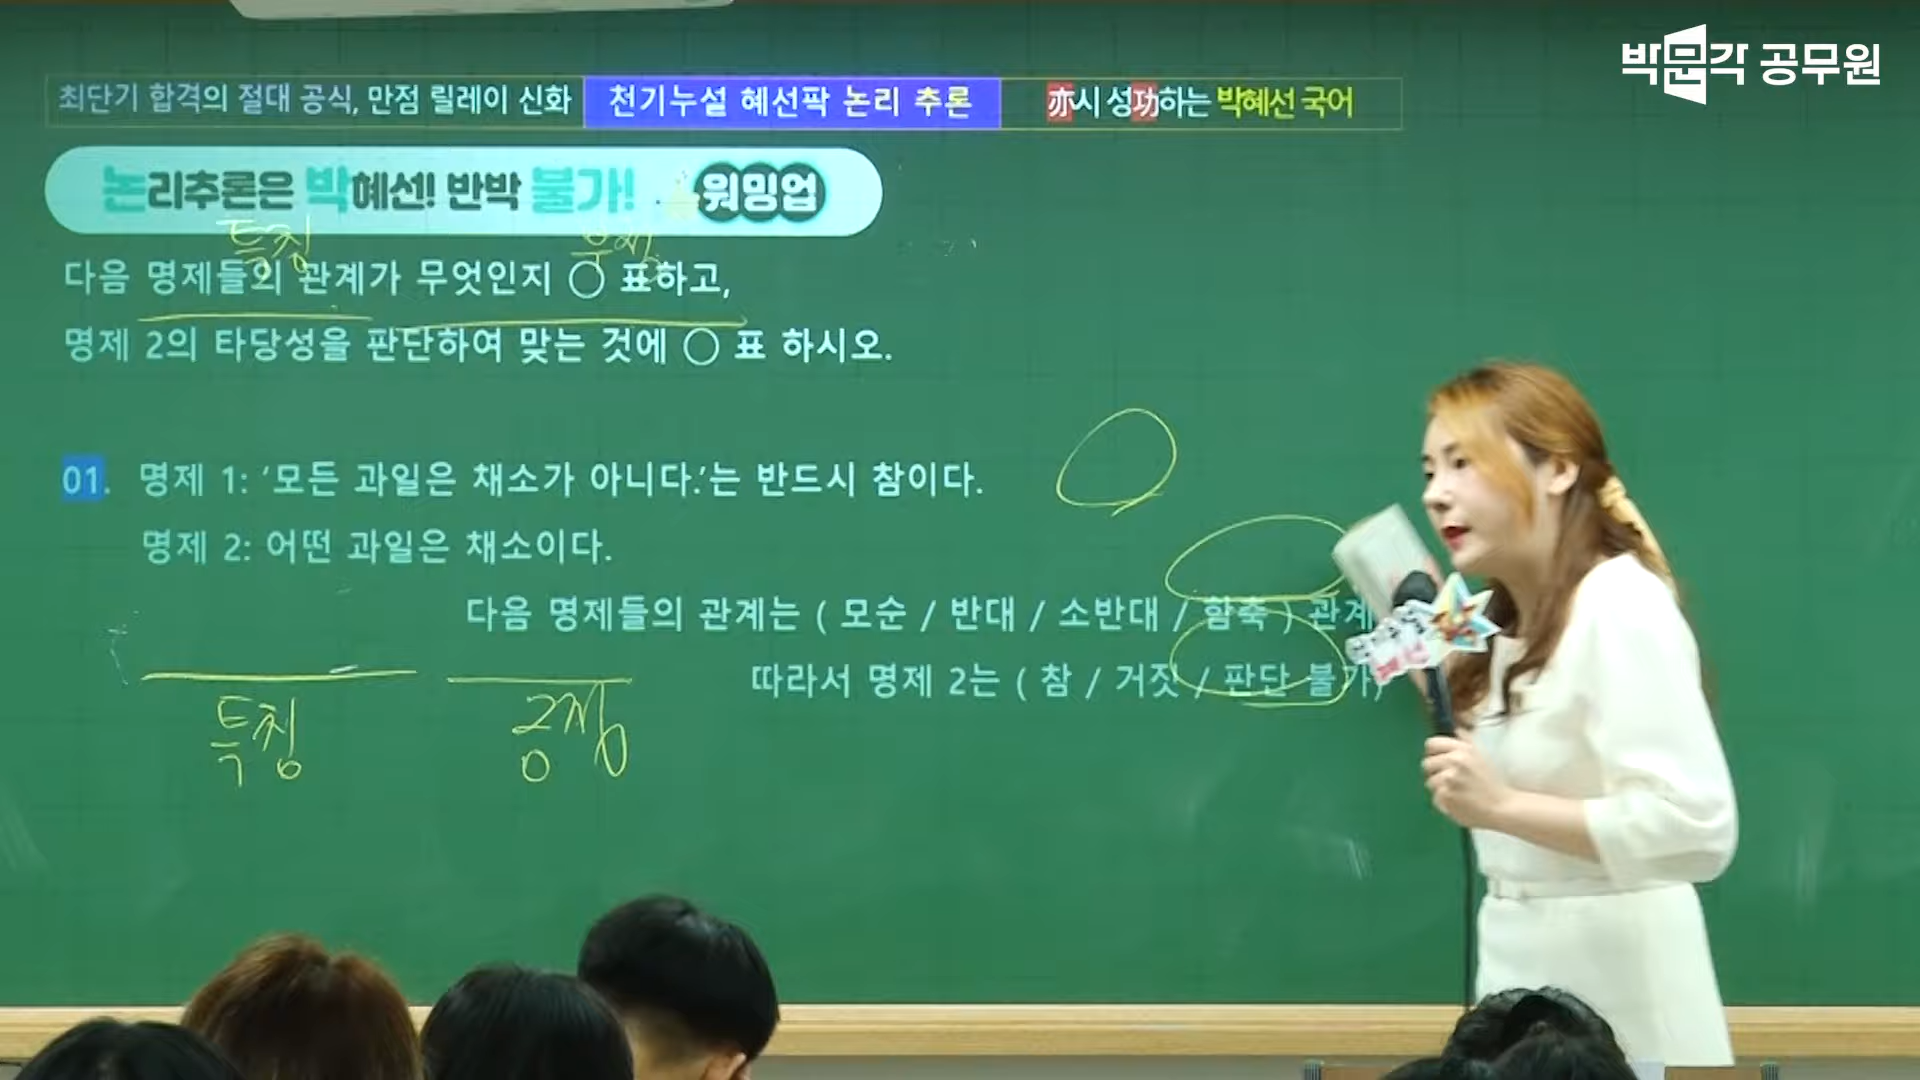 박문각 공무원
최단기 합격의 절대 공식, 만점 릴레이 신화 천기누설 혜선팍 논리 추론 亦시 성功하는 박혜선 국어
논리추론은 박혜선! 반박 불가! 워밍업
특칭
다음 명제들의 관계가 무엇인지 ○ 표하고,
명제 2의 타당성을 판단하여 맞는 것에 ○ 표 하시오.
01. 명제 1: ‘모든 과일은 채소가 아니다.’는 반드시 참이다.
명제 2: 어떤 과일은 채소이다.
다음 명제들의 관계는 ( 모순 / 반대 / 소반대 / 함축 ) 관계
따라서 명제 2는 ( 참 / 거짓 / 판단 불가)
특칭 긍정